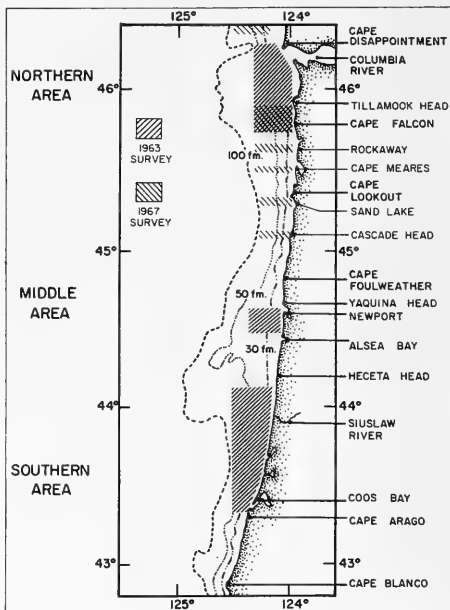 125° 124°
CAPE
DISAPPOINTMENT
COLUMBIA
RIVER
NORTHERN
AREA
46° 46°
TILLAMOOK HEAD
CAPE FALCON
1963
SURVEY
100 fm.
ROCKAWAY
CAPE MEARES
1967
SURVEY
CAPE
LOOKOUT
SAND LAKE
CASCADE HEAD
45° 45°
CAPE
FOULWEATHER
MIDDLE
AREA
50 fm.
YAQUINA HEAD
NEWPORT
30 fm.
ALSEA BAY
HECETA HEAD
44° 44°
SIUSLAW
RIVER
SOUTHERN
AREA
COOS BAY
CAPE ARAGO
43° 43°
CAPE BLANCO
125° 124°